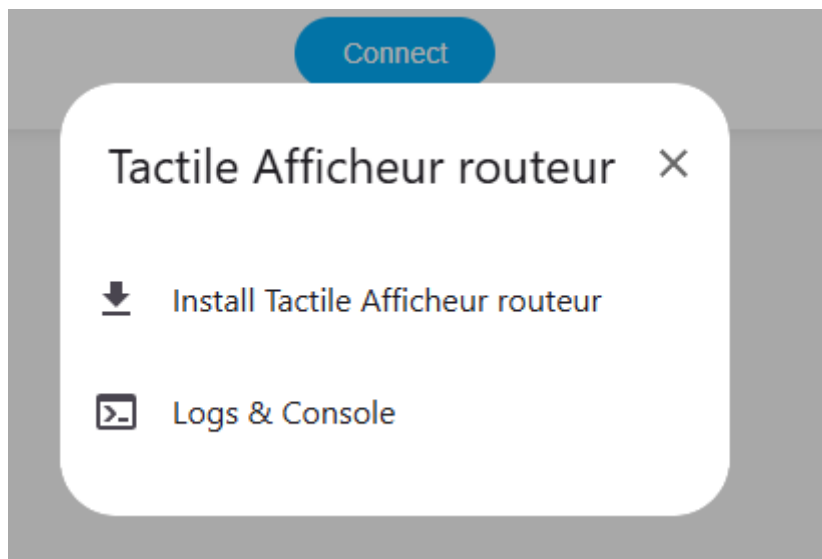 Connect
Tactile Afficheur routeur
Install Tactile Afficheur routeur
Logs & Console